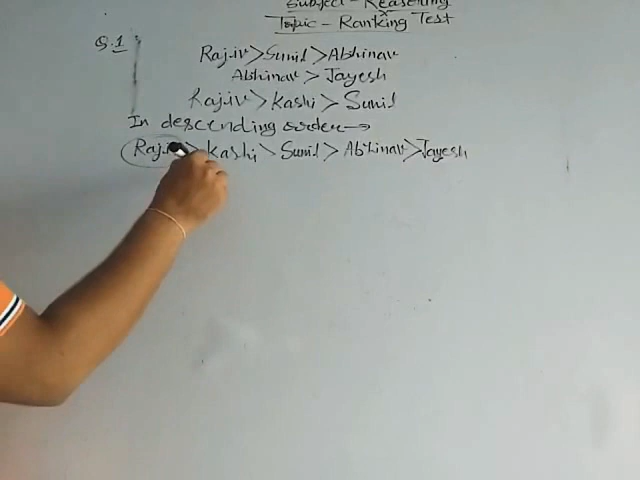 Subject - Reasoning
Topic - Ranking Test
Q.1
Rajiv > Sunil > Abhinav
Abhinav > Jayesh
Rajiv > Kashi > Sunil
In descending order →
Rajiv > Kashi > Sunil > Abhinav > Jayesh